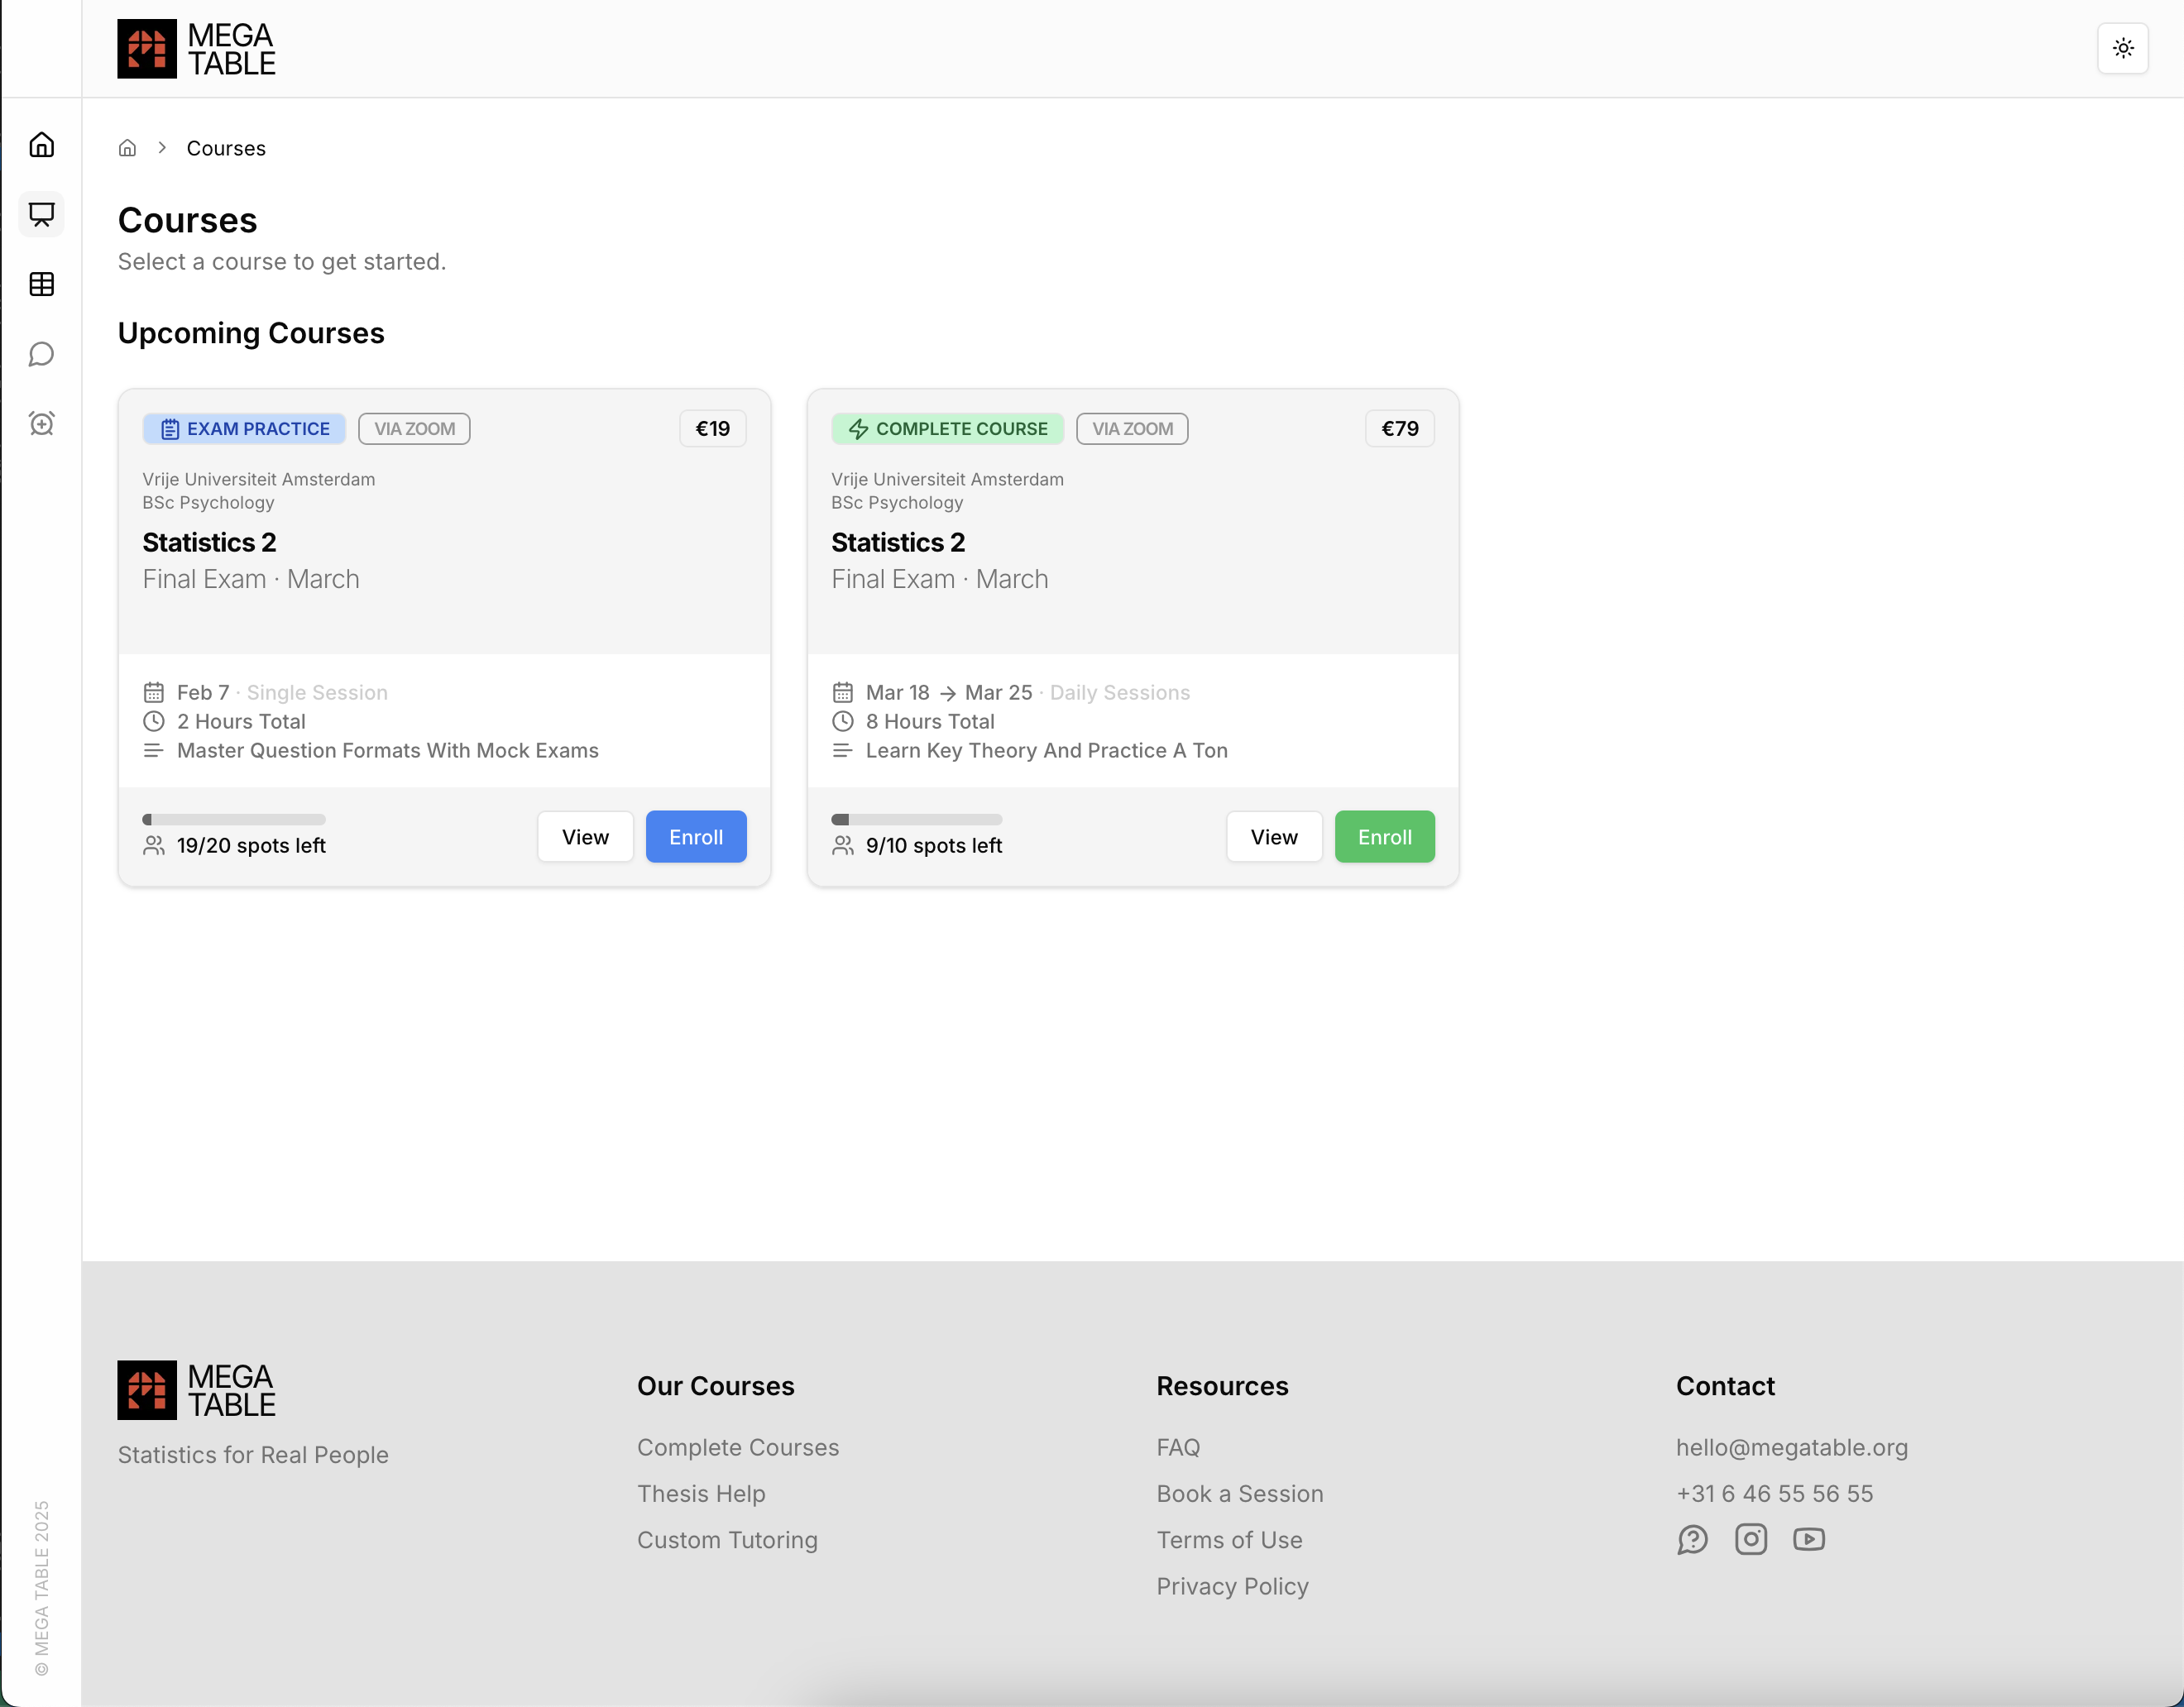 MEGA
TABLE
Courses
Courses
Select a course to get started.
Upcoming Courses
EXAM PRACTICE
VIA ZOOM
€19
Vrije Universiteit Amsterdam
BSc Psychology
Statistics 2
Final Exam · March
Feb 7 · Single Session
2 Hours Total
Master Question Formats With Mock Exams
19/20 spots left
View
Enroll
COMPLETE COURSE
VIA ZOOM
€79
Vrije Universiteit Amsterdam
BSc Psychology
Statistics 2
Final Exam · March
Mar 18 → Mar 25 · Daily Sessions
8 Hours Total
Learn Key Theory And Practice A Ton
9/10 spots left
View
Enroll
MEGA
TABLE
Statistics for Real People
Our Courses
Complete Courses
Thesis Help
Custom Tutoring
Resources
FAQ
Book a Session
Terms of Use
Privacy Policy
Contact
hello@megatable.org
+31 6 46 55 56 55
© MEGA TABLE 2025